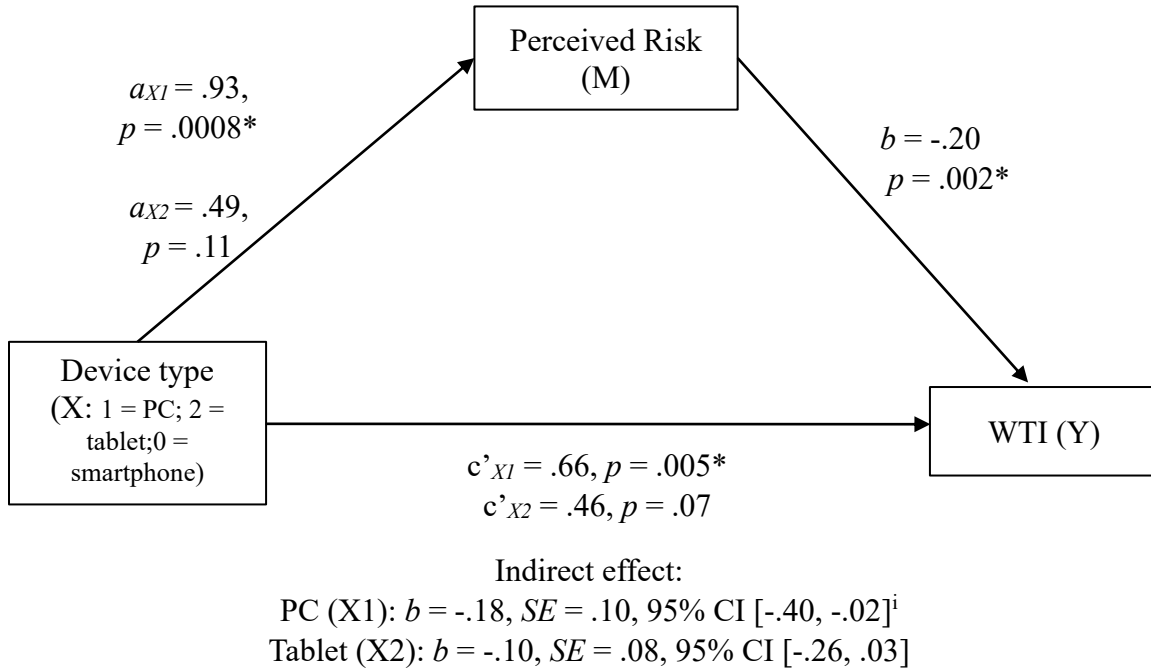 Perceived Risk
(M)
aX1 = .93,
p = .0008*
aX2 = .49,
p = .11
b = -.20
p = .002*
Device type
(X: 1 = PC; 2 =
tablet;0 =
smartphone)
WTI (Y)
c’X1 = .66, p = .005*
c’X2 = .46, p = .07
Indirect effect:
PC (X1): b = -.18, SE = .10, 95% CI [-.40, -.02]i
Tablet (X2): b = -.10, SE = .08, 95% CI [-.26, .03]